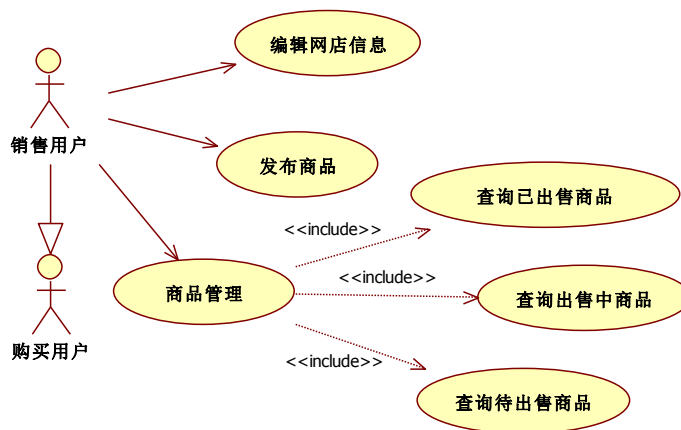 编辑网店信息
销售用户
发布商品
查询已出售商品
<<include>>
<<include>>
商品管理
查询出售中商品
购买用户
<<include>>
查询待出售商品